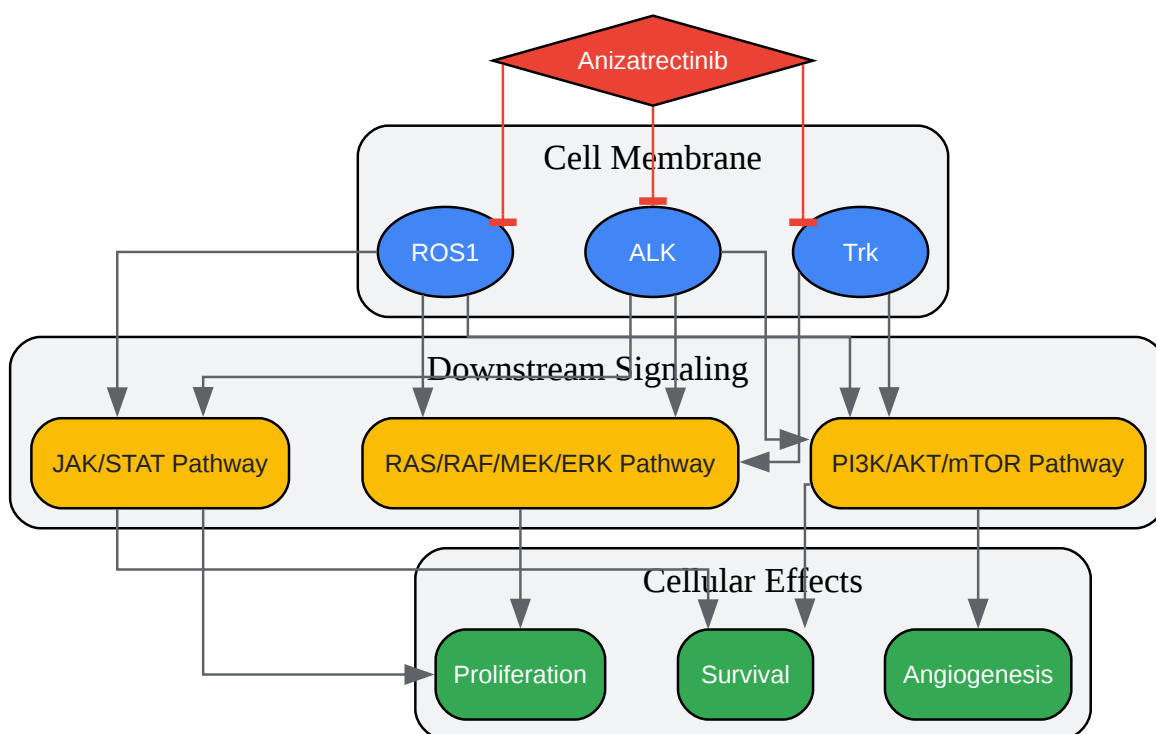 Anizatrectinib
Cell Membrane
ROS1
ALK
Trk
Downstream Signaling
JAK/STAT Pathway
RAS/RAF/MEK/ERK Pathway
PI3K/AKT/mTOR Pathway
Cellular Effects
Proliferation
Survival
Angiogenesis